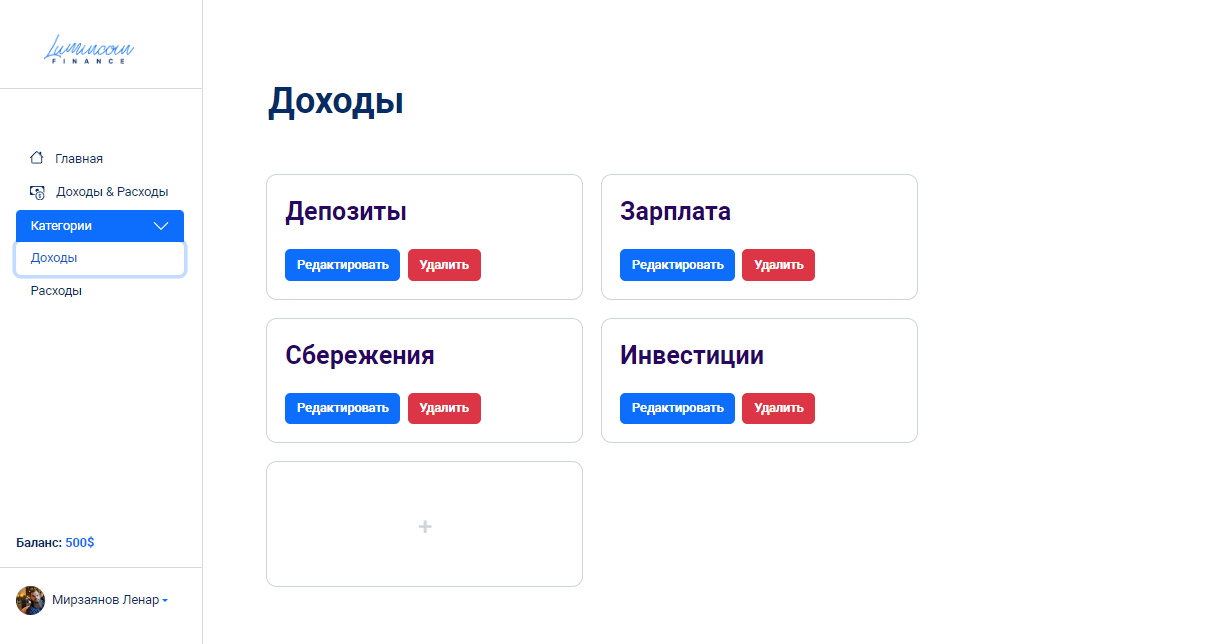 Lumincoin
FINANCE
Главная
Доходы & Расходы
Категории
Доходы
Расходы
Баланс: 500$
Мирзаянов Ленар
Доходы
Депозиты
Редактировать Удалить
Зарплата
Редактировать Удалить
Сбережения
Редактировать Удалить
Инвестиции
Редактировать Удалить
+